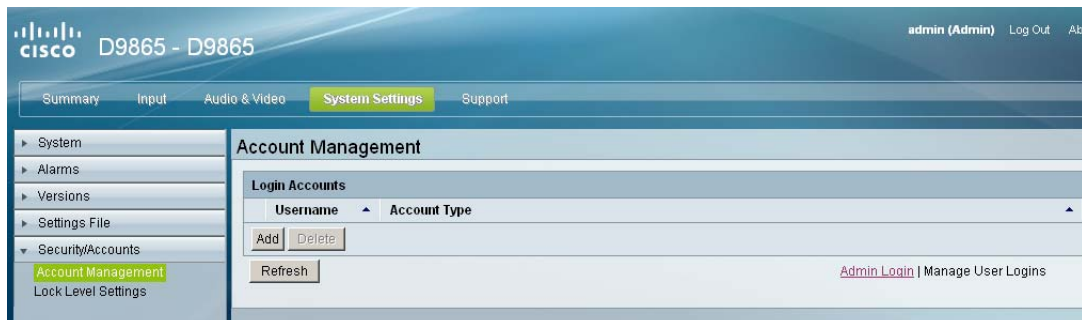 admin (Admin) Log Out Ab
CISCO D9865 - D9865
Summary Input Audio & Video System Settings Support
System
Alarms
Versions
Settings File
Security/Accounts
Account Management
Lock Level Settings
Account Management
Login Accounts
Username Account Type
Add Delete
Refresh
Admin Login | Manage User Logins